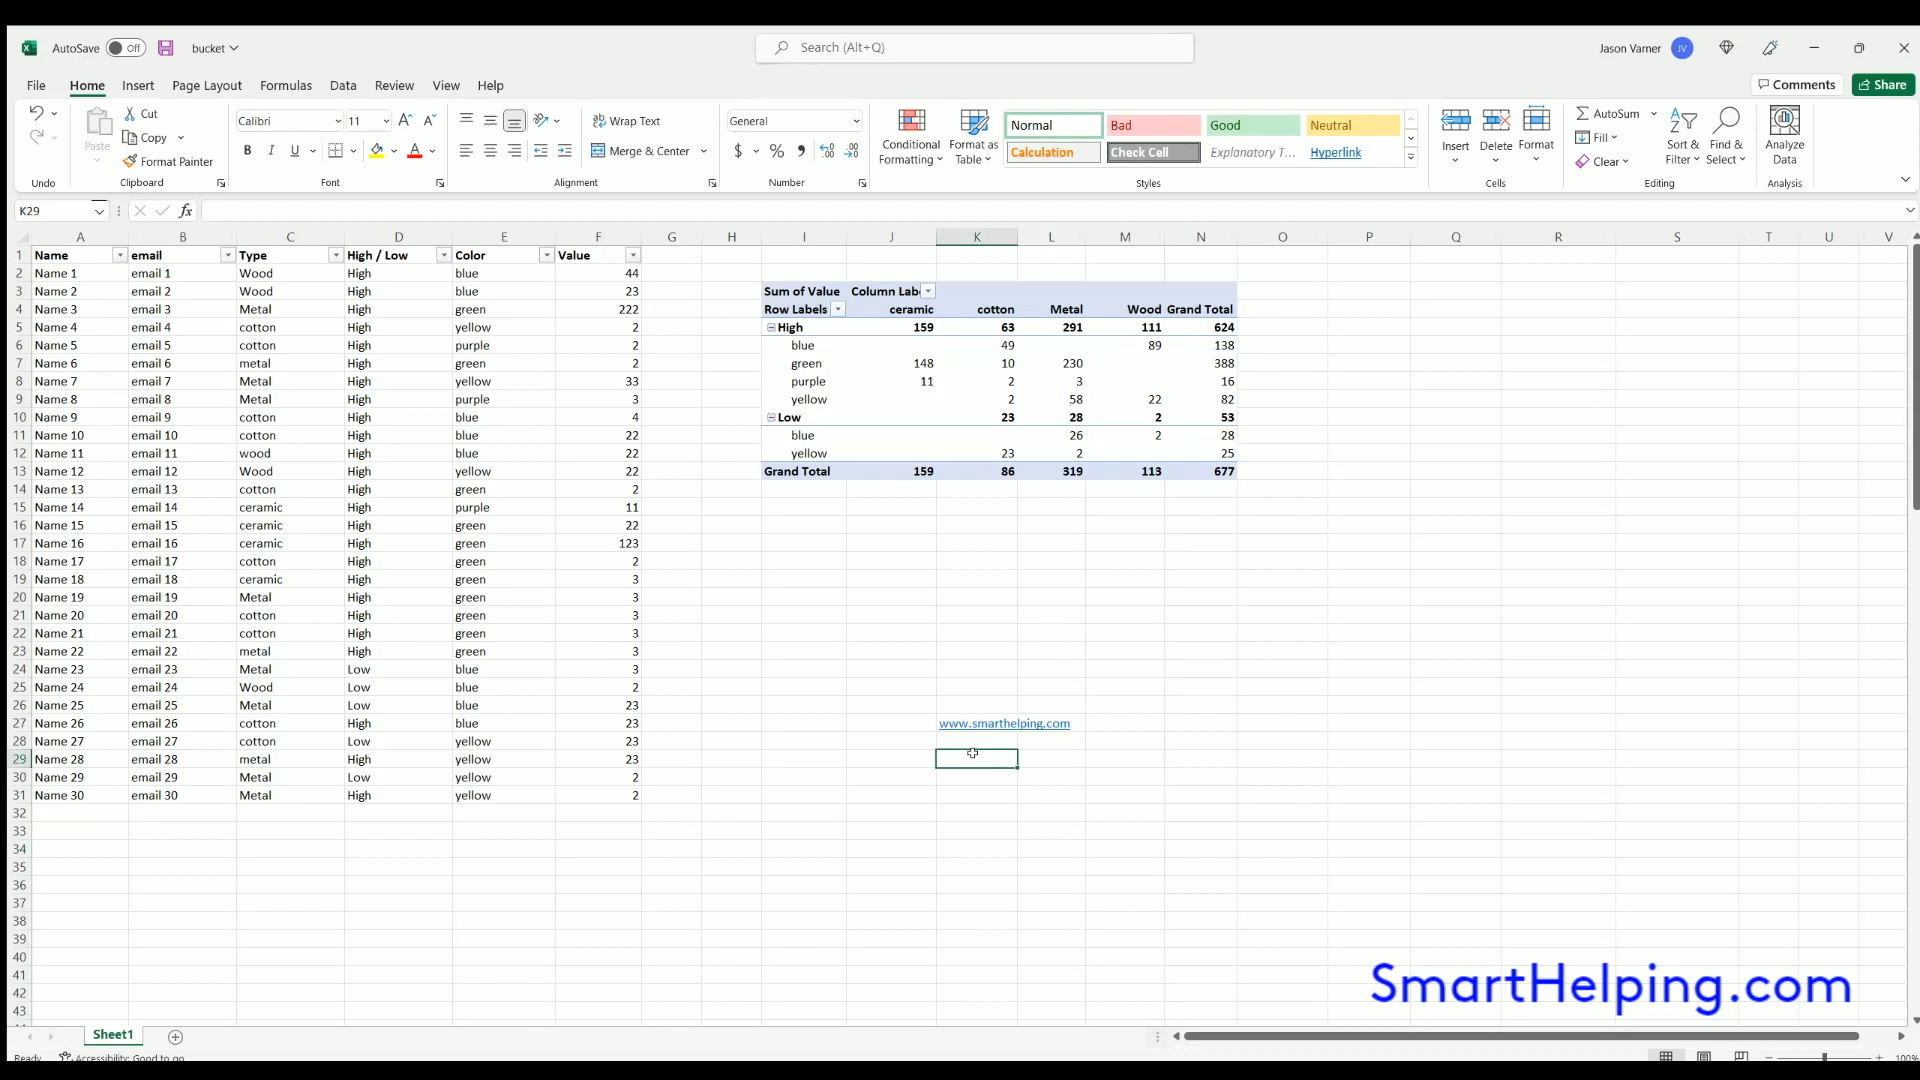 AutoSave Off bucket Search (Alt+Q) Jason Varner JV
File Home Insert Page Layout Formulas Data Review View Help Comments Share
Cut
Copy
Format Painter
Paste
Undo Clipboard
Calibri 11
B I U A
Font
Wrap Text
Merge & Center
Alignment
General
$ %
Number
Conditional Formatting
Format as Table
Normal Bad Good Neutral
Calculation Check Cell Explanatory T... Hyperlink
Styles
Insert Delete Format
Cells
AutoSum
Fill
Clear
Sort & Filter
Find & Select
Editing
Analyze Data
Analysis
K29 fx
A B C D E F G H I J K L M N O P Q R S T U V
1 Name email Type High / Low Color Value
2 Name 1 email 1 Wood High blue 44
3 Name 2 email 2 Wood High blue 23 Sum of Value Column Lab
4 Name 3 email 3 Metal High green 222 Row Labels ceramic cotton Metal Wood Grand Total
5 Name 4 email 4 cotton High yellow 2 High 159 63 291 111 624
6 Name 5 email 5 cotton High purple 2 blue 49 89 138
7 Name 6 email 6 metal High green 2 green 148 10 230 388
8 Name 7 email 7 Metal High yellow 33 purple 11 2 3 16
9 Name 8 email 8 Metal High purple 3 yellow 2 58 22 82
10 Name 9 email 9 cotton High blue 4 Low 23 28 2 53
11 Name 10 email 10 cotton High blue 22 blue 26 2 28
12 Name 11 email 11 wood High blue 22 yellow 23 2 25
13 Name 12 email 12 Wood High yellow 22 Grand Total 159 86 319 113 677
14 Name 13 email 13 cotton High green 2
15 Name 14 email 14 ceramic High purple 11
16 Name 15 email 15 ceramic High green 22
17 Name 16 email 16 ceramic High green 123
18 Name 17 email 17 cotton High green 2
19 Name 18 email 18 ceramic High green 3
20 Name 19 email 19 Metal High green 3
21 Name 20 email 20 cotton High green 3
22 Name 21 email 21 cotton High green 3
23 Name 22 email 22 metal High green 3
24 Name 23 email 23 Metal Low blue 3
25 Name 24 email 24 Wood Low blue 2
26 Name 25 email 25 Metal Low blue 23
27 Name 26 email 26 cotton High blue 23 www.smarthelping.com
28 Name 27 email 27 cotton Low yellow 23
29 Name 28 email 28 metal High yellow 23
30 Name 29 email 29 Metal Low yellow 2
31 Name 30 email 30 Metal High yellow 2
32
33
34
35
36
37
38
39
40
41
42
43
SmartHelping.com
Sheet1
Ready Accessibility: Good to go 100%